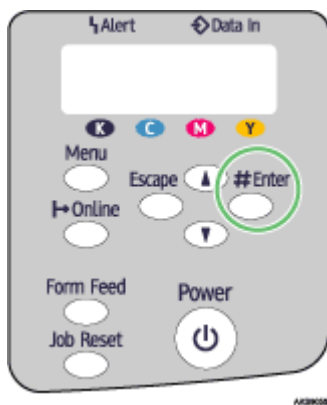 Alert Data In
K C M Y
Menu
Escape #Enter
Online
Form Feed Power
Job Reset